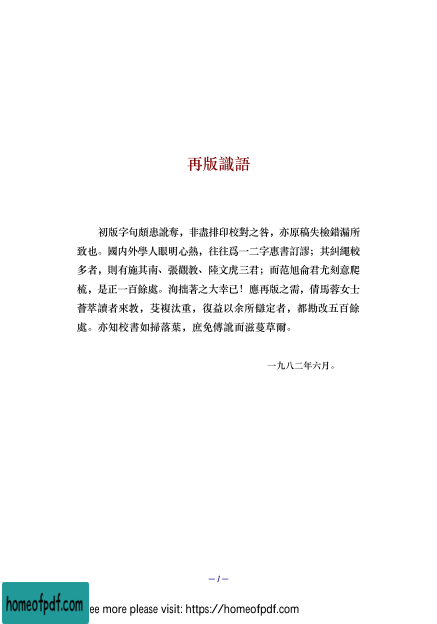 再版識語
初版字句頗患訛奪，非盡排印校對之咎，亦原稿失檢錯漏所
致也。國内外學人眼明心熱，往往爲一二字惠書訂謬；其糾繩較
多者，則有施其南、張觀教、陸文虎三君；而范旭侖君尤刻意爬
梳，是正一百餘處。洵拙著之大幸已！應再版之需，倩馬蓉女士
薈萃讀者來教，芟複汰重，復益以余所讎定者，都勘改五百餘
處。亦知校書如掃落葉，庶免傳訛而滋蔓草爾。
一九八二年六月。
— 1 —
homeofpdf.com
ee more please visit: https://homeofpdf.com